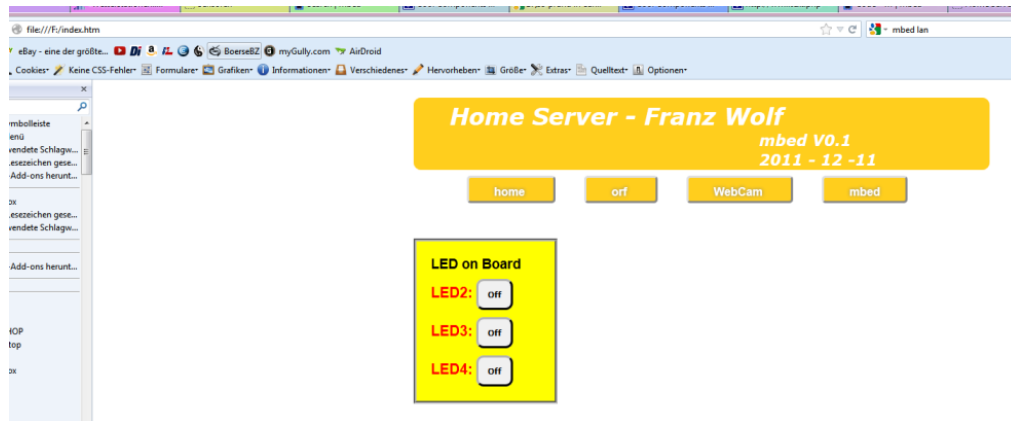 file:///F:/index.htm
mbed lan
eBay - eine der größte...
BoerseBZ
myGully.com
AirDroid
Cookies
Keine
CSS-Fehler
Formulare
Grafiken
Informationen
Verschiedenes
Hervorheben
Größe
Extras
Quelltext
Optionen
Home Server - Franz Wolf
mbed V0.1
2011 - 12 -11
home
orf
WebCam
mbed
mbolleiste
enü
wendete Schlagw...
esezeichen gese...
-Add-ons herunt...
ox
esezeichen gese...
wendete Schlagw...
-Add-ons herunt...
HOP
top
ox
LED on Board
LED2: Off
LED3: Off
LED4: Off